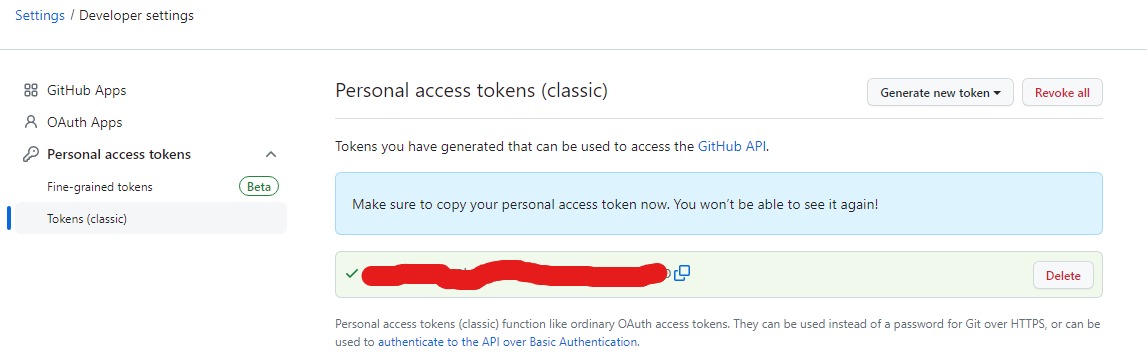 Settings / Developer settings
GitHub Apps
OAuth Apps
Personal access tokens
Fine-grained tokens Beta
Tokens (classic)
Personal access tokens (classic)
Generate new token
Revoke all
Tokens you have generated that can be used to access the GitHub API.
Make sure to copy your personal access token now. You won't be able to see it again!
Delete
Personal access tokens (classic) function like ordinary OAuth access tokens. They can be used instead of a password for Git over HTTPS, or can be
used to authenticate to the API over Basic Authentication.